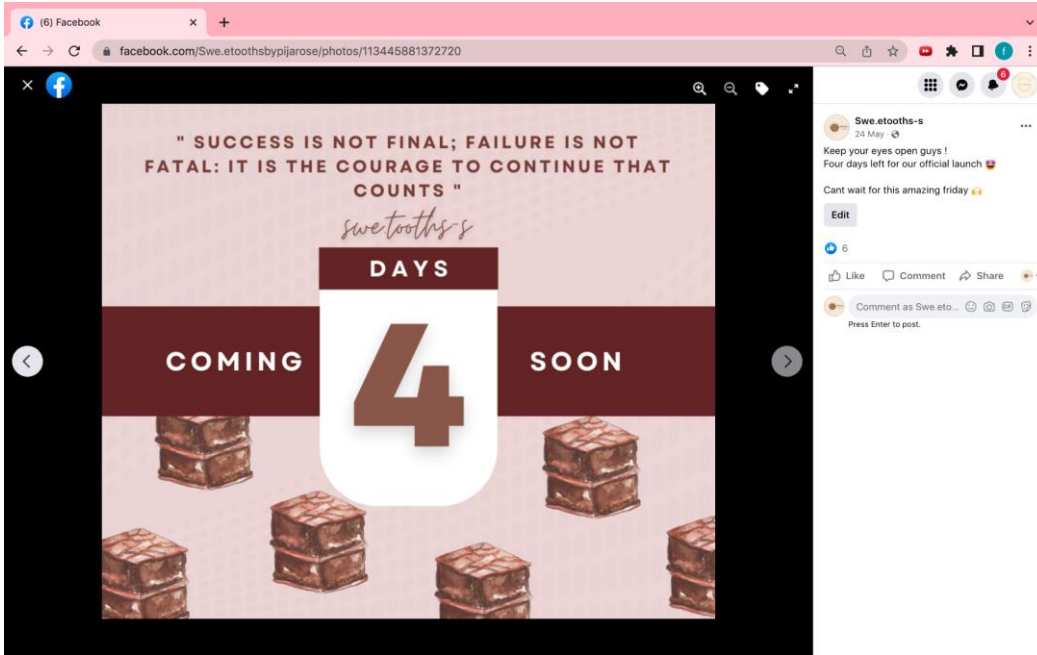 (6) Facebook
facebook.com/Swe.etoothsbypijarose/photos/113445881372720
" SUCCESS IS NOT FINAL; FAILURE IS NOT
FATAL: IT IS THE COURAGE TO CONTINUE THAT
COUNTS "
swe.tooths-s
DAYS
4
COMING
SOON
6
Swe.etooths-s
24 May ·
Keep your eyes open guys !
Four days left for our official launch 🤩
Cant wait for this amazing friday 🙌
Edit
6
Like Comment Share
Comment as Swe.eto...
Press Enter to post.